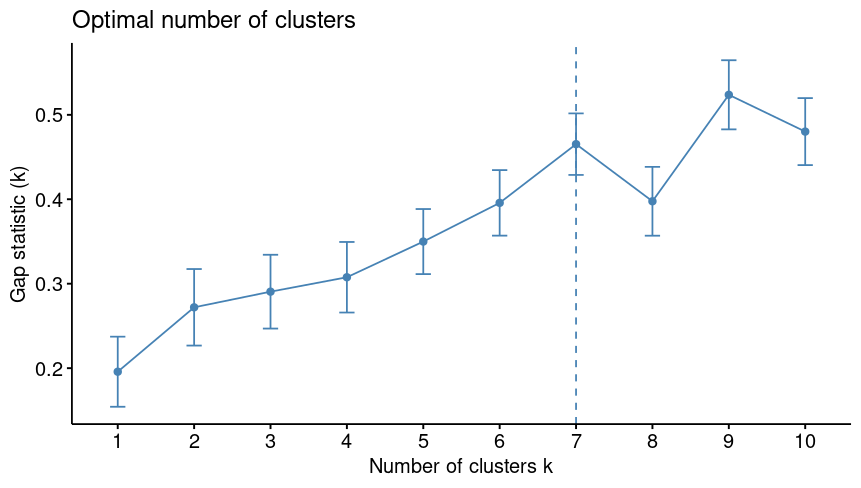 Optimal number of clusters
Gap statistic (k)
0.5
0.4
0.3
0.2
1 2 3 4 5 6 7 8 9 10
Number of clusters k